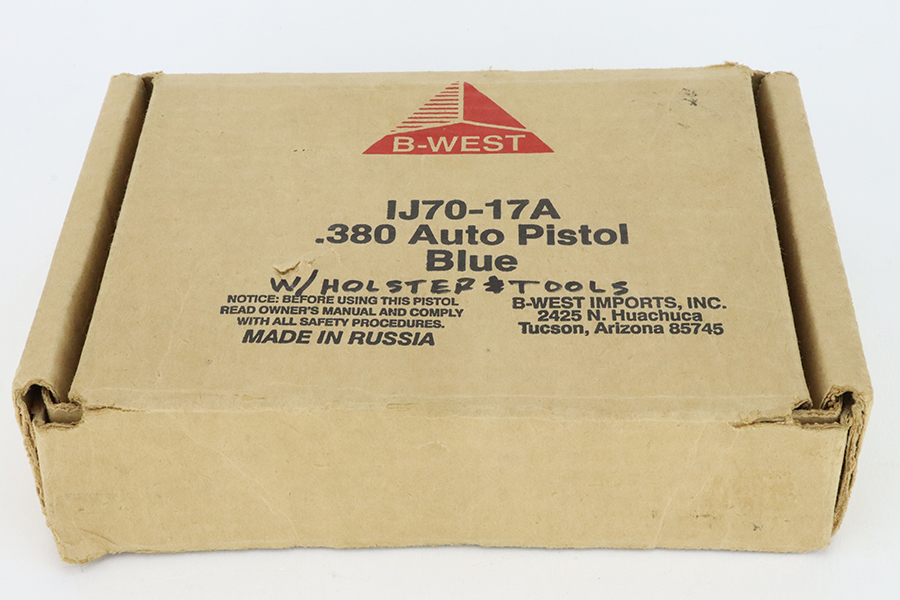 B-WEST
IJ70-17A
.380 Auto Pistol
Blue
W/HOLSTER & TOOLS
NOTICE: BEFORE USING THIS PISTOL
READ OWNER'S MANUAL AND COMPLY
WITH ALL SAFETY PROCEDURES.
MADE IN RUSSIA
B-WEST IMPORTS, INC.
2425 N. Huachuca
Tucson, Arizona 85745